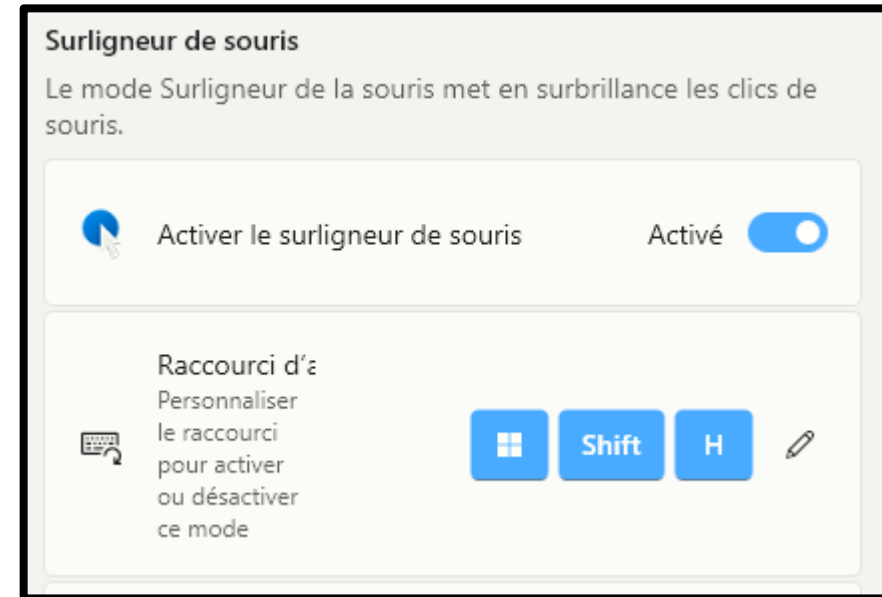 Surligneur de souris
Le mode Surligneur de la souris met en surbrillance les clics de
souris.
Activer le surligneur de souris Activé
Raccourci d'a
Personnaliser
le raccourci
pour activer
ou désactiver
ce mode
Shift H